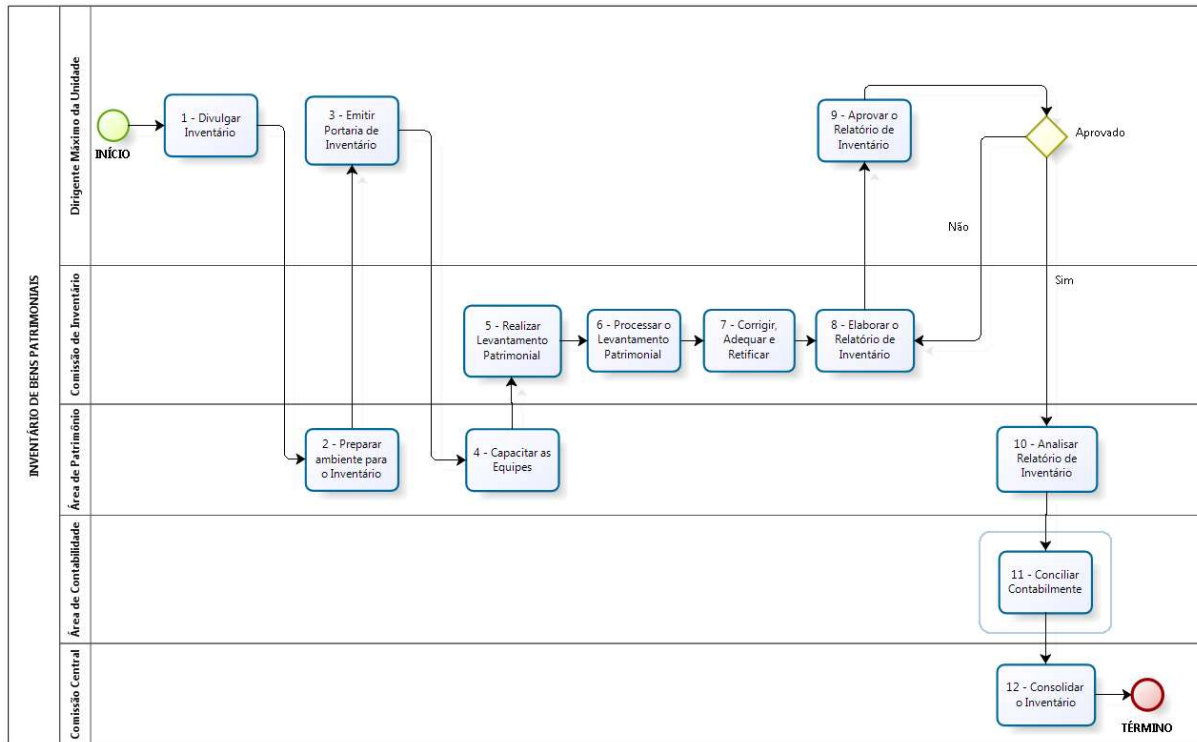 INVENTÁRIO DE BENS PATRIMONIAIS
Dirigente Máximo da Unidade
INÍCIO
1 - Divulgar
Inventário
3 - Emitir
Portaria de
Inventário
9 - Aprovar o
Relatório de
Inventário
Aprovado
Não
Sim
Comissão de Inventário
5 - Realizar
Levantamento
Patrimonial
6 - Processar o
Levantamento
Patrimonial
7 - Corrigir,
Adequar e
Retificar
8 - Elaborar o
Relatório de
Inventário
Área de Patrimônio
2 - Preparar
ambiente para
o Inventário
4 - Capacitar as
Equipes
10 - Analisar
Relatório de
Inventário
Área de Contabilidade
11 - Conciliar
Contabilmente
Comissão Central
12 - Consolidar
o Inventário
TÉRMINO